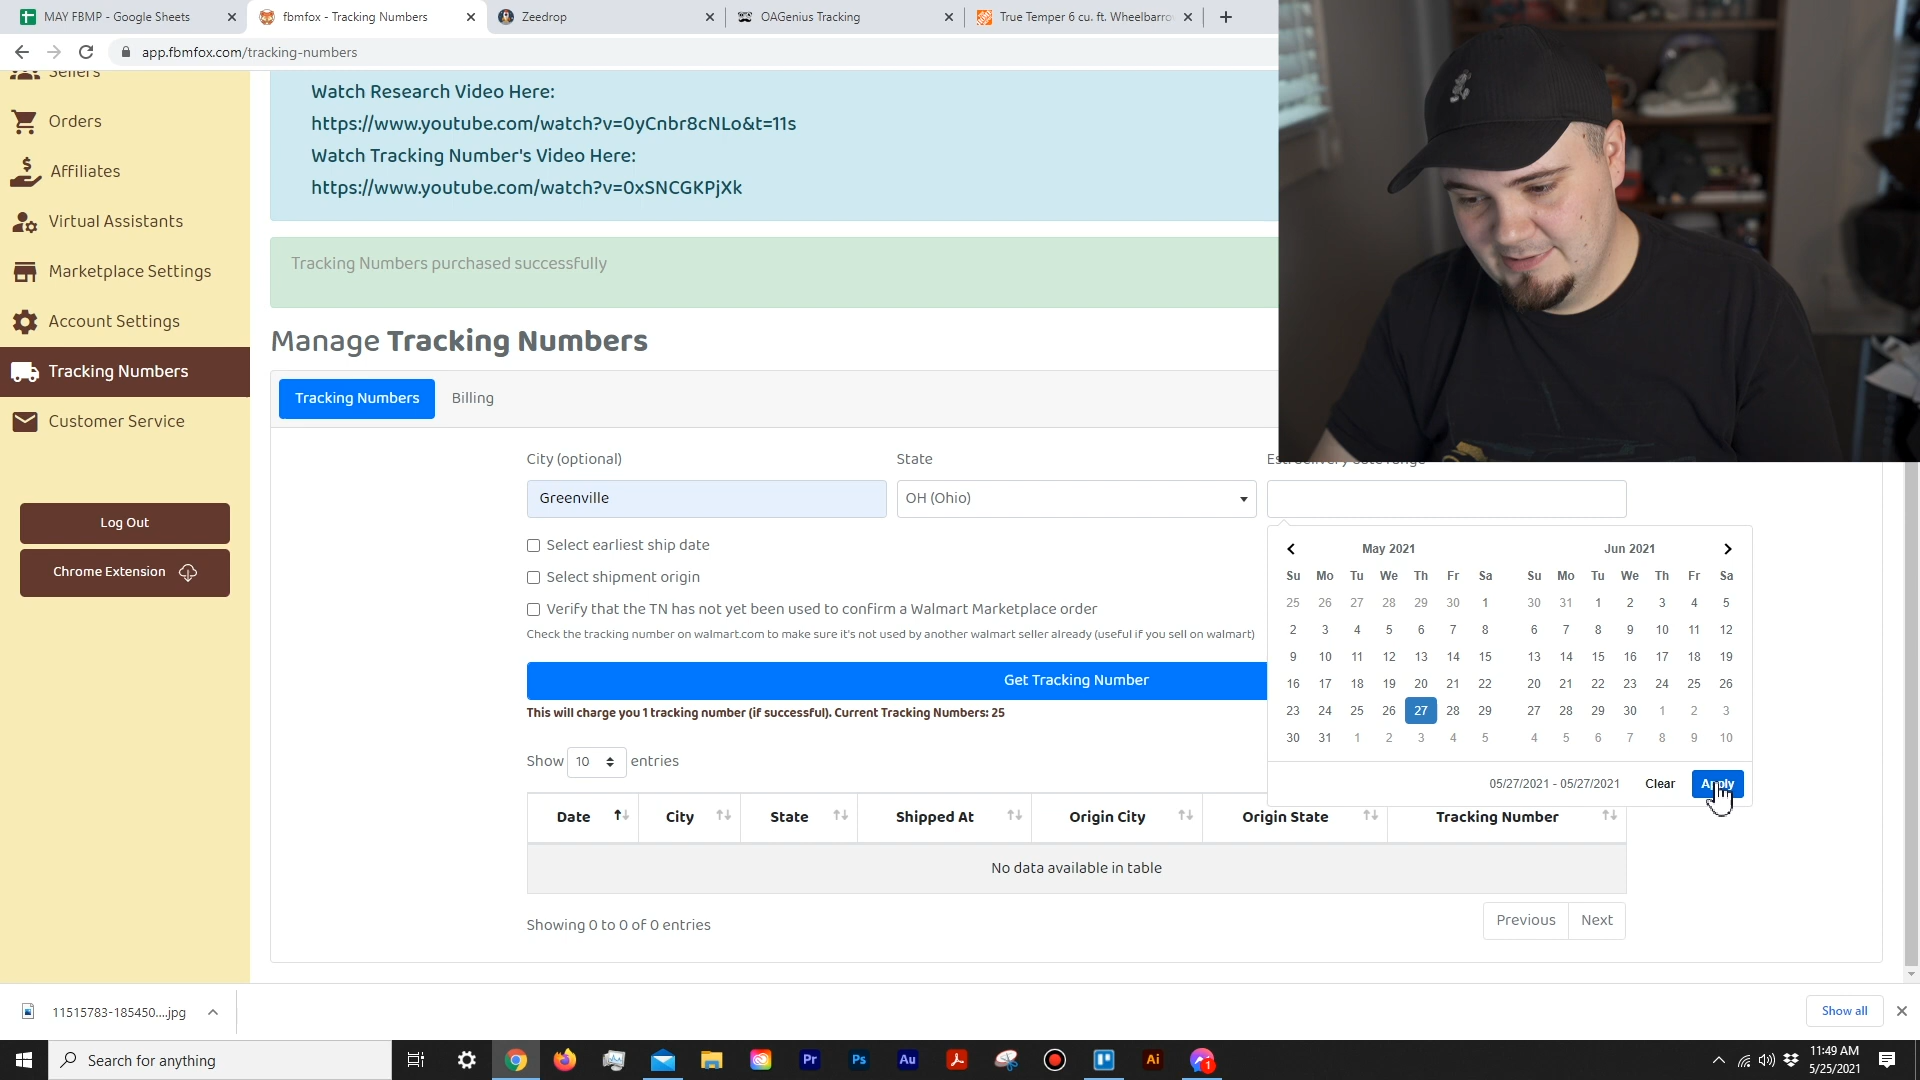 MAY FBMP - Google Sheets
fbmfox - Tracking Numbers
Zeedrop
OAGenius Tracking
True Temper 6 cu. ft. Wheelbarro
app.fbmfox.com/tracking-numbers
Sellers
Orders
Affiliates
Virtual Assistants
Marketplace Settings
Account Settings
Tracking Numbers
Customer Service
Log Out
Chrome Extension
Watch Research Video Here:
https://www.youtube.com/watch?v=0yCnbr8cNLo&t=11s
Watch Tracking Number's Video Here:
https://www.youtube.com/watch?v=0xSNCGKPjXk
Tracking Numbers purchased successfully
Manage Tracking Numbers
Tracking Numbers Billing
City (optional) State
Greenville OH (Ohio)
Select earliest ship date
Select shipment origin
Verify that the TN has not yet been used to confirm a Walmart Marketplace order
Check the tracking number on walmart.com to make sure it's not used by another walmart seller already (useful if you sell on walmart)
Get Tracking Number
This will charge you 1 tracking number (if successful). Current Tracking Numbers: 25
May 2021
Su Mo Tu We Th Fr Sa
25 26 27 28 29 30 1
2 3 4 5 6 7 8
9 10 11 12 13 14 15
16 17 18 19 20 21 22
23 24 25 26 27 28 29
30 31 1 2 3 4 5
Jun 2021
Su Mo Tu We Th Fr Sa
30 31 1 2 3 4 5
6 7 8 9 10 11 12
13 14 15 16 17 18 19
20 21 22 23 24 25 26
27 28 29 30 1 2 3
4 5 6 7 8 9 10
05/27/2021 - 05/27/2021 Clear Apply
Show 10 entries
Date City State Shipped At Origin City Origin State Tracking Number
No data available in table
Showing 0 to 0 of 0 entries
Previous Next
11515783-185450....jpg
Show all
Search for anything
Pr Ps Au Ai 1
11:49 AM
5/25/2021